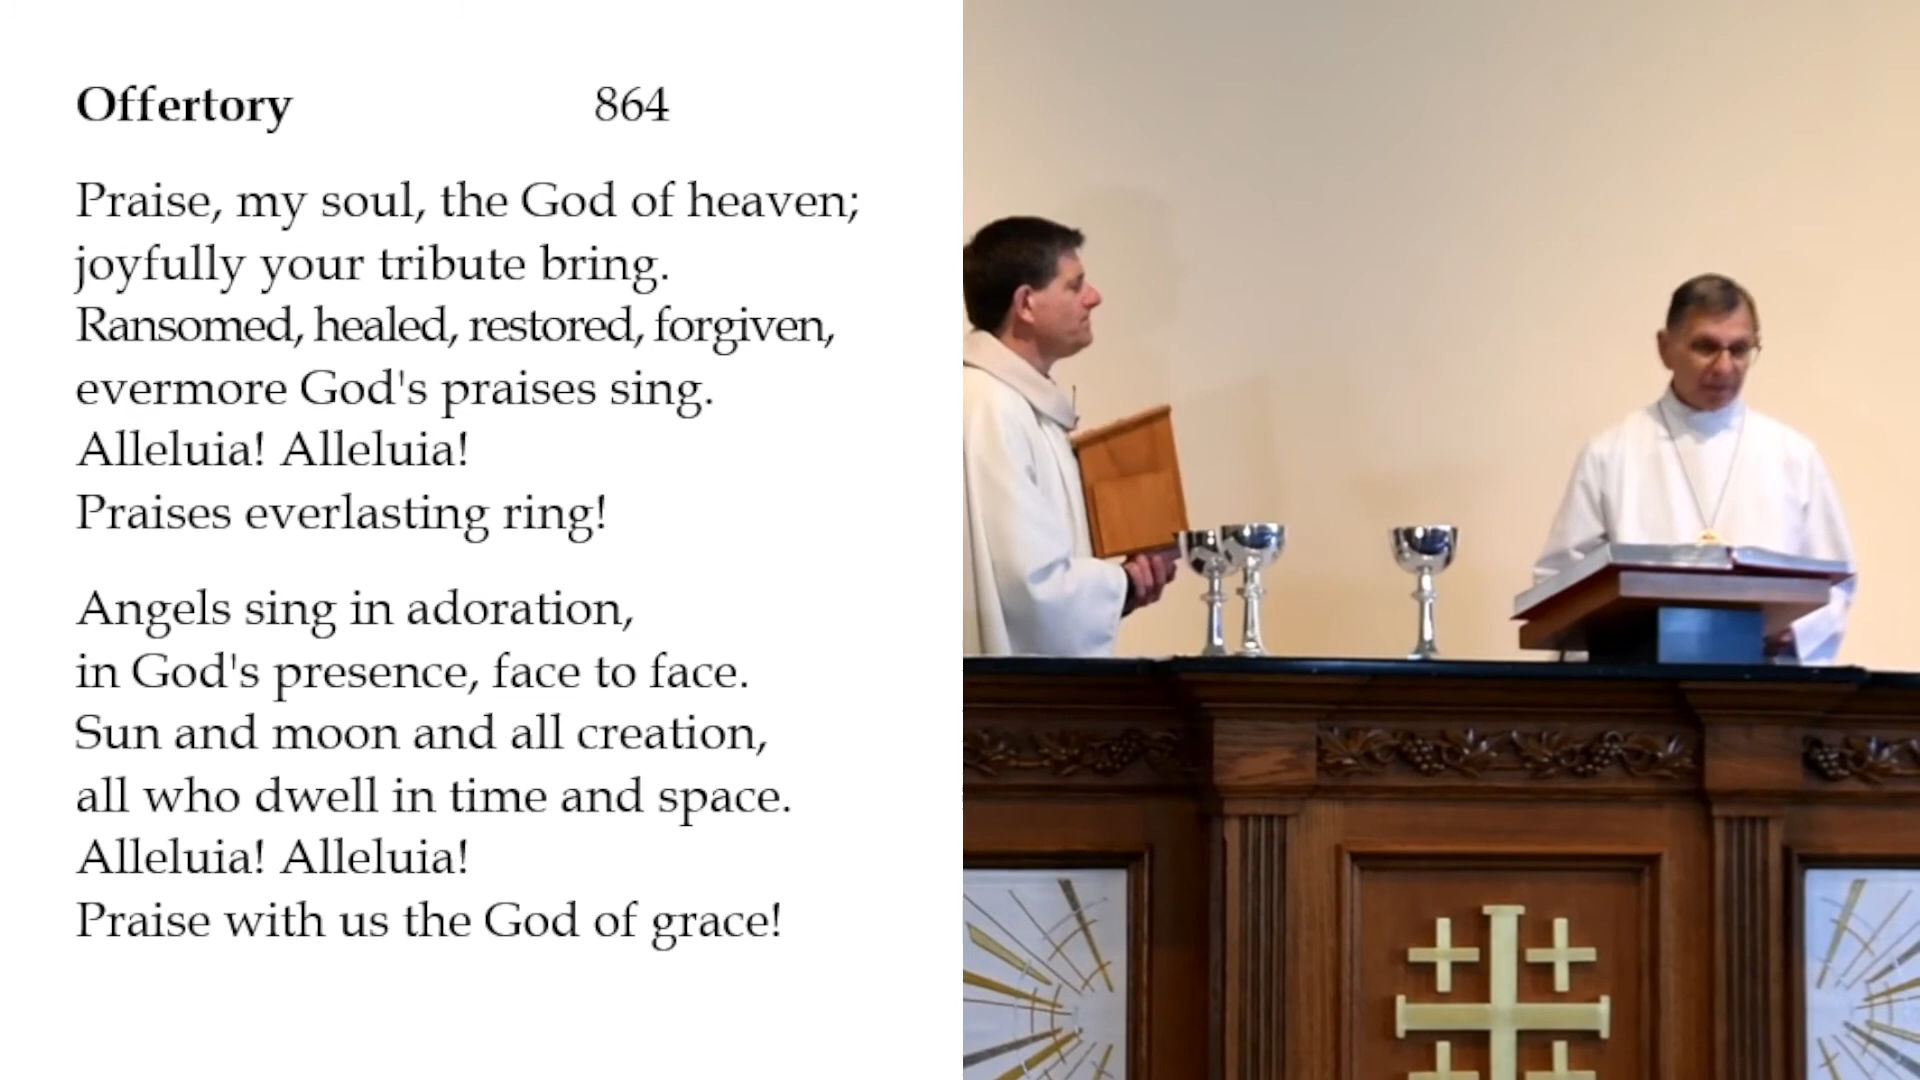 Offertory 864
Praise, my soul, the God of heaven;
joyfully your tribute bring.
Ransomed, healed, restored, forgiven,
evermore God's praises sing.
Alleluia! Alleluia!
Praises everlasting ring!
Angels sing in adoration,
in God's presence, face to face.
Sun and moon and all creation,
all who dwell in time and space.
Alleluia! Alleluia!
Praise with us the God of grace!